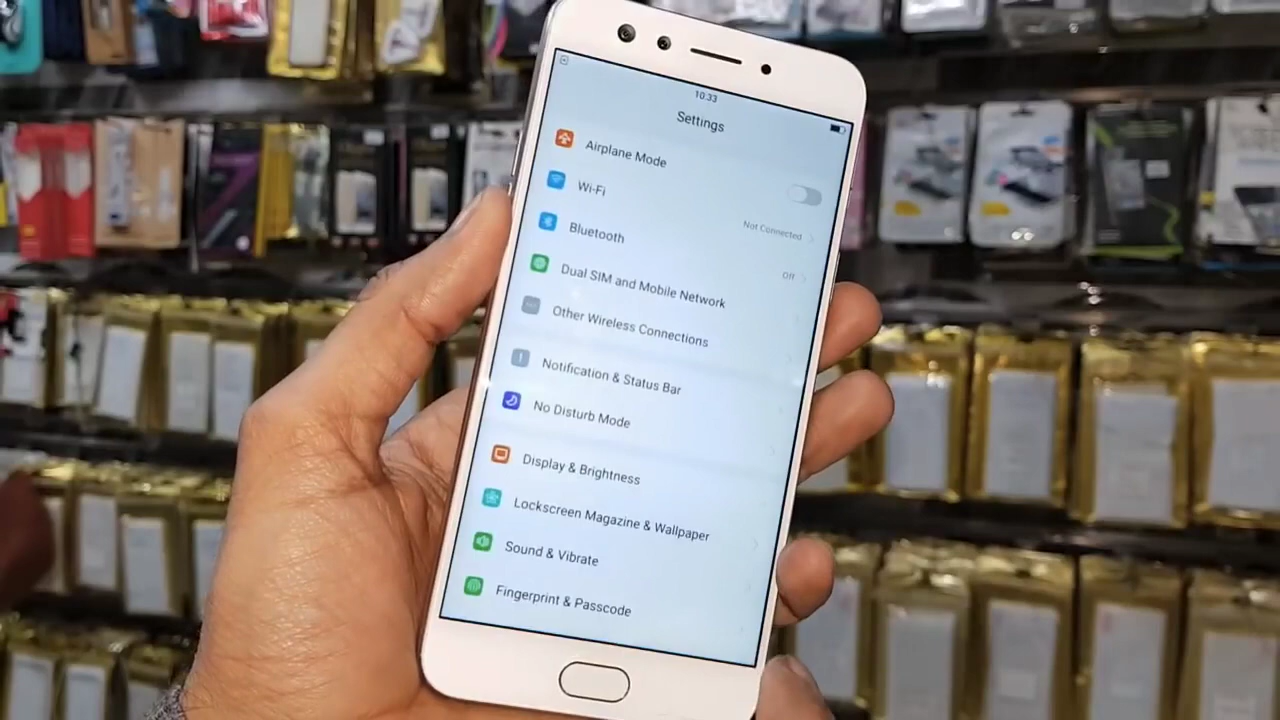 10.33
Settings
Airplane Mode
Wi-Fi
Not Connected
Bluetooth
Off
Dual SIM and Mobile Network
Other Wireless Connections
Notification & Status Bar
No Disturb Mode
Display & Brightness
Lockscreen Magazine & Wallpaper
Sound & Vibrate
Fingerprint & Passcode